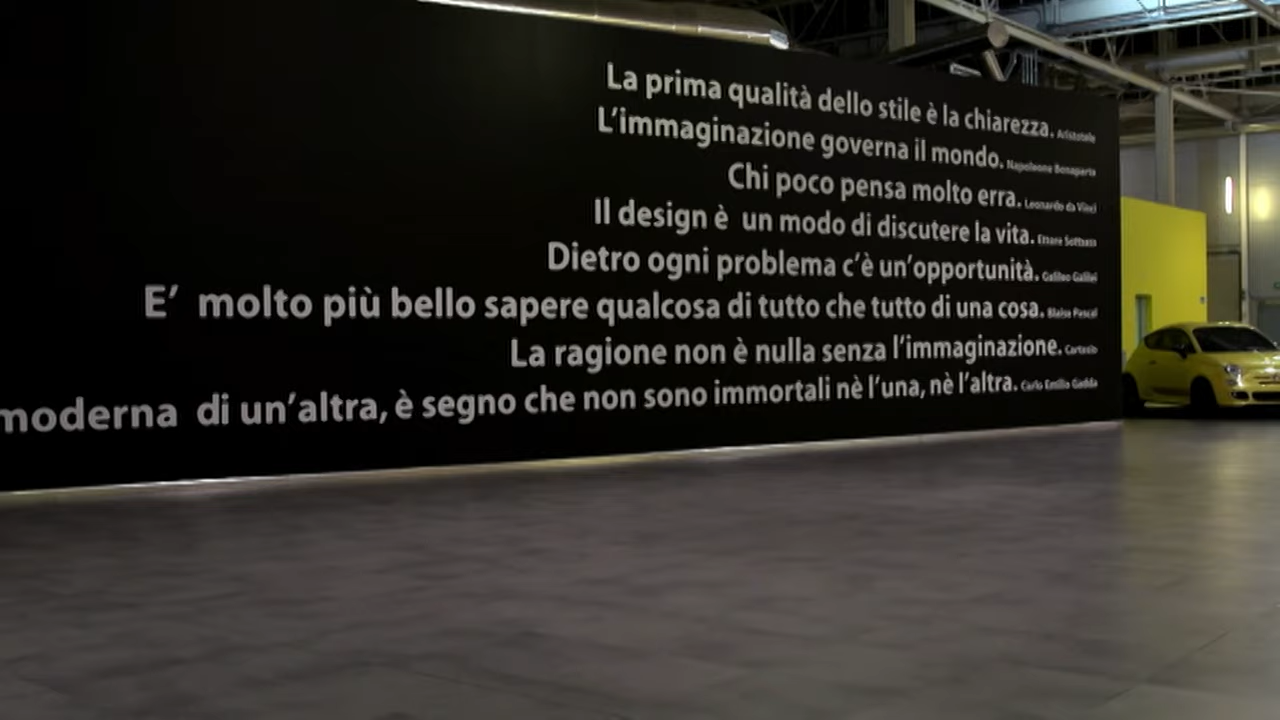 La prima qualità dello stile è la chiarezza. Aristotele
L’immaginazione governa il mondo. Napoleone Bonaparte
Chi poco pensa molto erra. Leonardo da Vinci
Il design è un modo di discutere la vita. Ettore Sottsass
Dietro ogni problema c’è un’opportunità. Galileo Galilei
E’ molto più bello sapere qualcosa di tutto che tutto di una cosa. Blaise Pascal
La ragione non è nulla senza l’immaginazione. Cartesio
moderna di un’altra, è segno che non sono immortali nè l’una, nè l’altra. Carlo Emilio Gadda